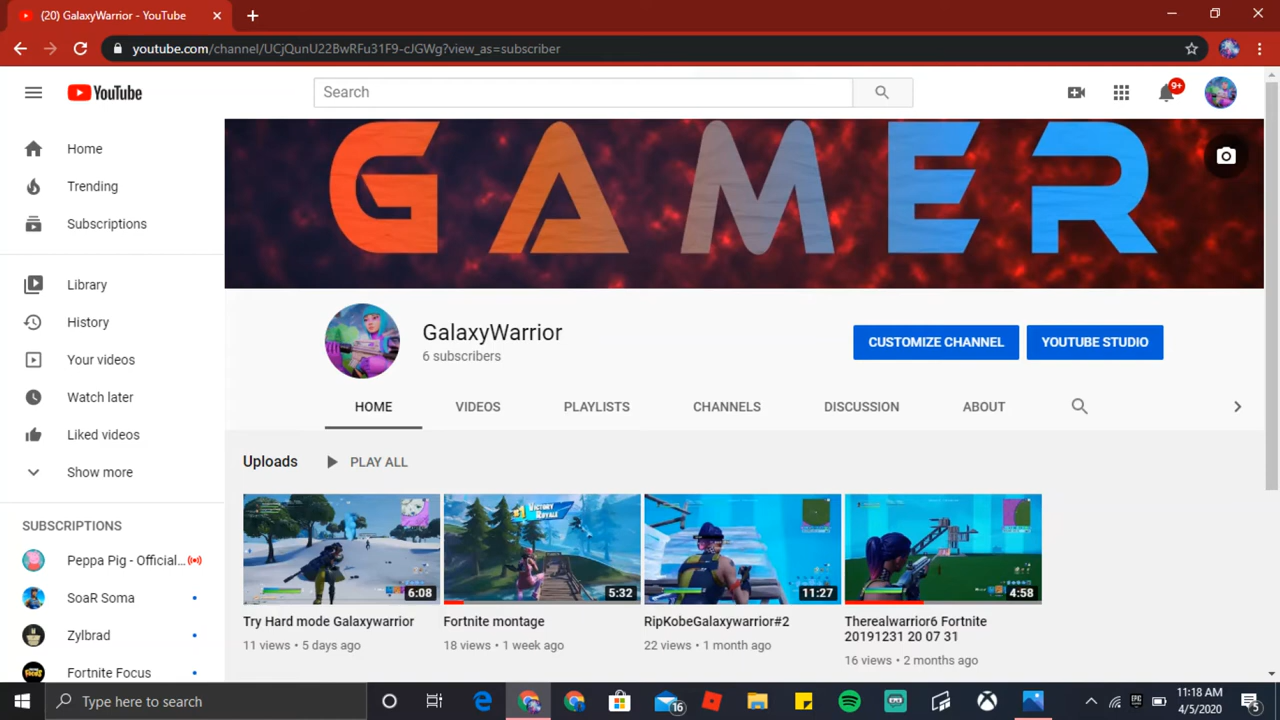 (20) GalaxyWarrior - YouTube
youtube.com/channel/UCjQunU22BwRFu31F9-cJGWg?view_as=subscriber
YouTube
Search
9+
Home
Trending
Subscriptions
Library
History
Your videos
Watch later
Liked videos
Show more
SUBSCRIPTIONS
Peppa Pig - Official...
SoaR Soma
Zylbrad
Fortnite Focus
GAMER
GalaxyWarrior
6 subscribers
CUSTOMIZE CHANNEL
YOUTUBE STUDIO
HOME VIDEOS PLAYLISTS CHANNELS DISCUSSION ABOUT
Uploads PLAY ALL
#1 VICTORY ROYALE
6:08 5:32 11:27 4:58
Try Hard mode Galaxywarrior
11 views • 5 days ago
Fortnite montage
18 views • 1 week ago
RipKobeGalaxywarrior#2
22 views • 1 month ago
Therealwarrior6 Fortnite
20191231 20 07 31
16 views • 2 months ago
Type here to search
16
11:18 AM
4/5/2020
5